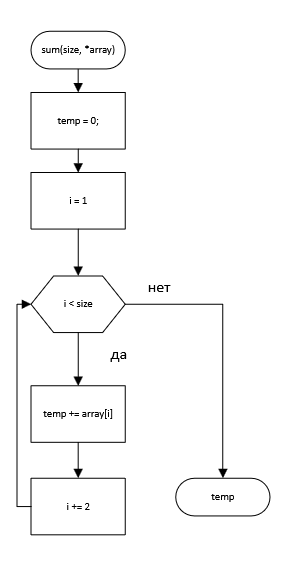 sum(size, *array)
temp = 0;
i = 1
i < size
нет
да
temp += array[i]
i += 2
temp